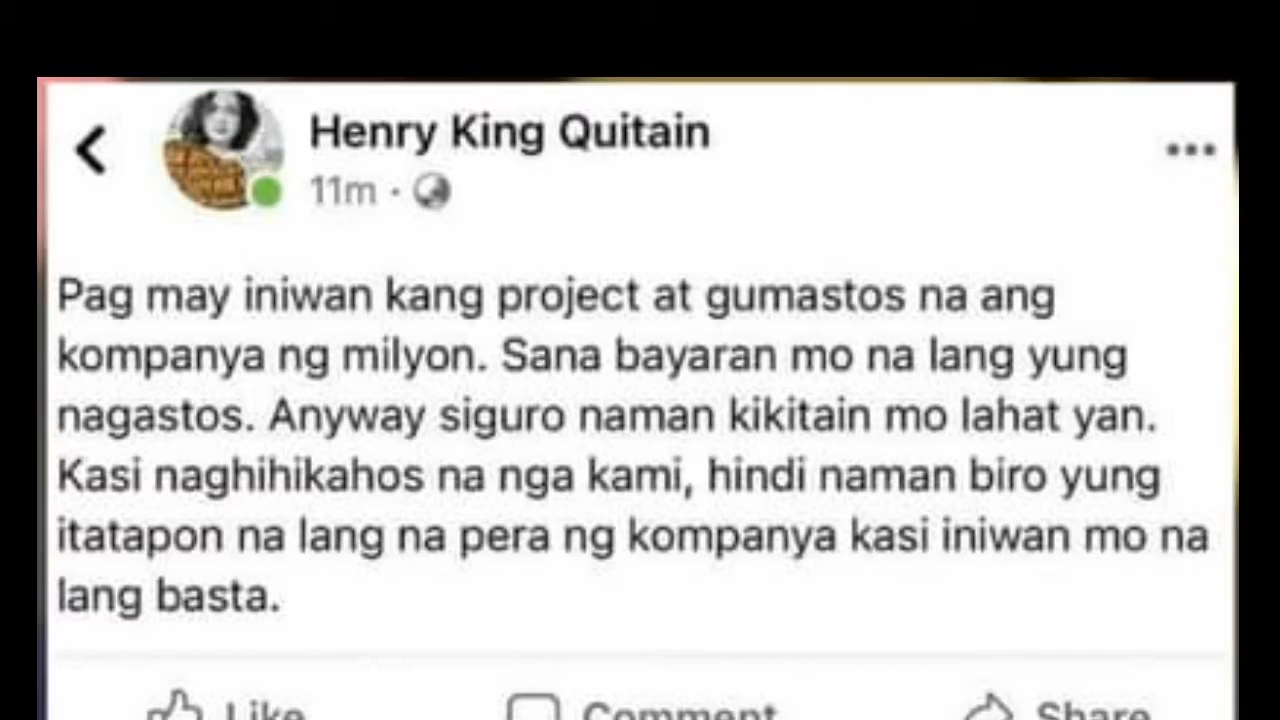 Henry King Quitain
11m ·
Pag may iniwan kang project at gumastos na ang
kompanya ng milyon. Sana bayaran mo na lang yung
nagastos. Anyway siguro naman kikitain mo lahat yan.
Kasi naghihikahos na nga kami, hindi naman biro yung
itatapon na lang na pera ng kompanya kasi iniwan mo na
lang basta.
Like Comment Share